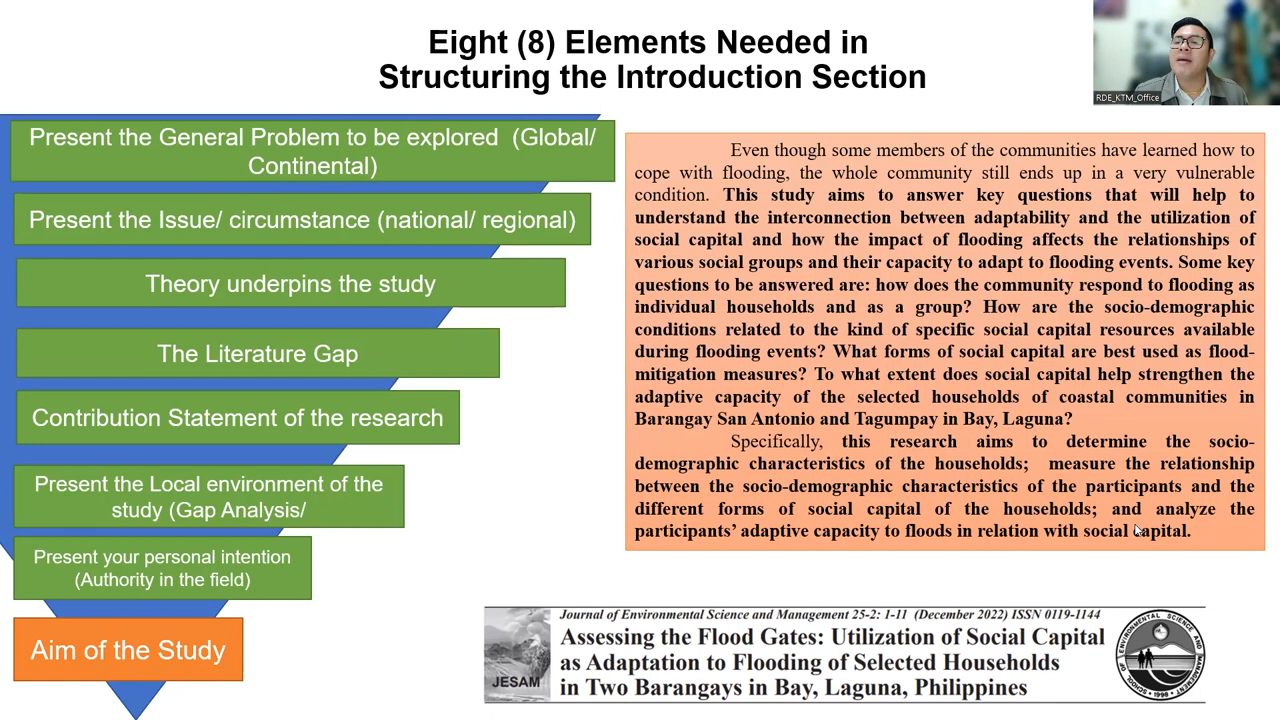 Eight (8) Elements Needed in
Structuring the Introduction Section
RDE_KTM_Office
Present the General Problem to be explored (Global/
Continental)
Present the Issue/ circumstance (national/ regional)
Theory underpins the study
The Literature Gap
Contribution Statement of the research
Present the Local environment of the
study (Gap Analysis/
Present your personal intention
(Authority in the field)
Aim of the Study
Even though some members of the communities have learned how to
cope with flooding, the whole community still ends up in a very vulnerable
condition. This study aims to answer key questions that will help to
understand the interconnection between adaptability and the utilization of
social capital and how the impact of flooding affects the relationships of
various social groups and their capacity to adapt to flooding events. Some key
questions to be answered are: how does the community respond to flooding as
individual households and as a group? How are the socio-demographic
conditions related to the kind of specific social capital resources available
during flooding events? What forms of social capital are best used as flood-
mitigation measures? To what extent does social capital help strengthen the
adaptive capacity of the selected households of coastal communities in
Barangay San Antonio and Tagumpay in Bay, Laguna?
Specifically, this research aims to determine the socio-
demographic characteristics of the households; measure the relationship
between the socio-demographic characteristics of the participants and the
different forms of social capital of the households; and analyze the
participants' adaptive capacity to floods in relation with social capital.
Journal of Environmental Science and Management 25-2: 1-11 (December 2022) ISSN 0119-1144
Assessing the Flood Gates: Utilization of Social Capital
as Adaptation to Flooding of Selected Households
in Two Barangays in Bay, Laguna, Philippines
JESAM
SCHOOL OF ENVIRONMENTAL SCIENCE AND MANAGEMENT
1998